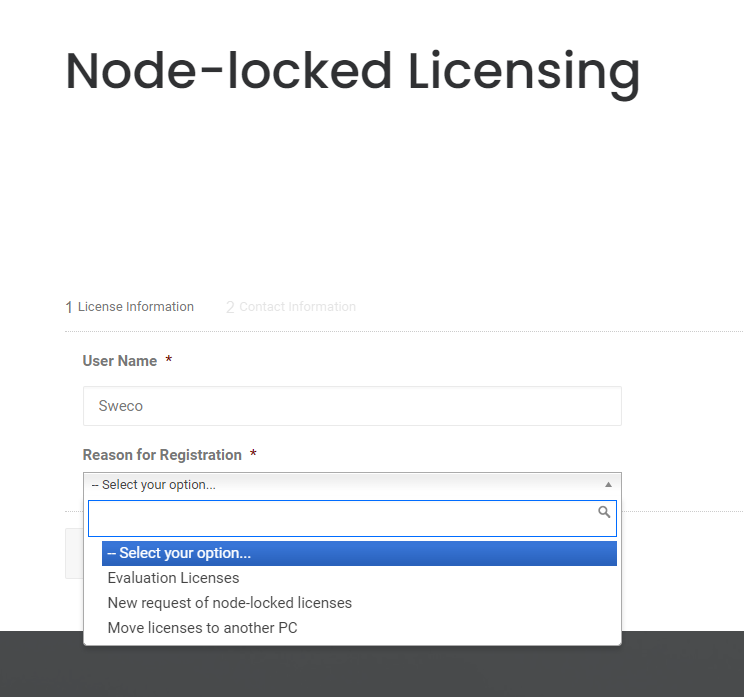 Node-locked Licensing
1 License Information 2 Contact Information
User Name *
Sweco
Reason for Registration *
-- Select your option...
-- Select your option...
Evaluation Licenses
New request of node-locked licenses
Move licenses to another PC